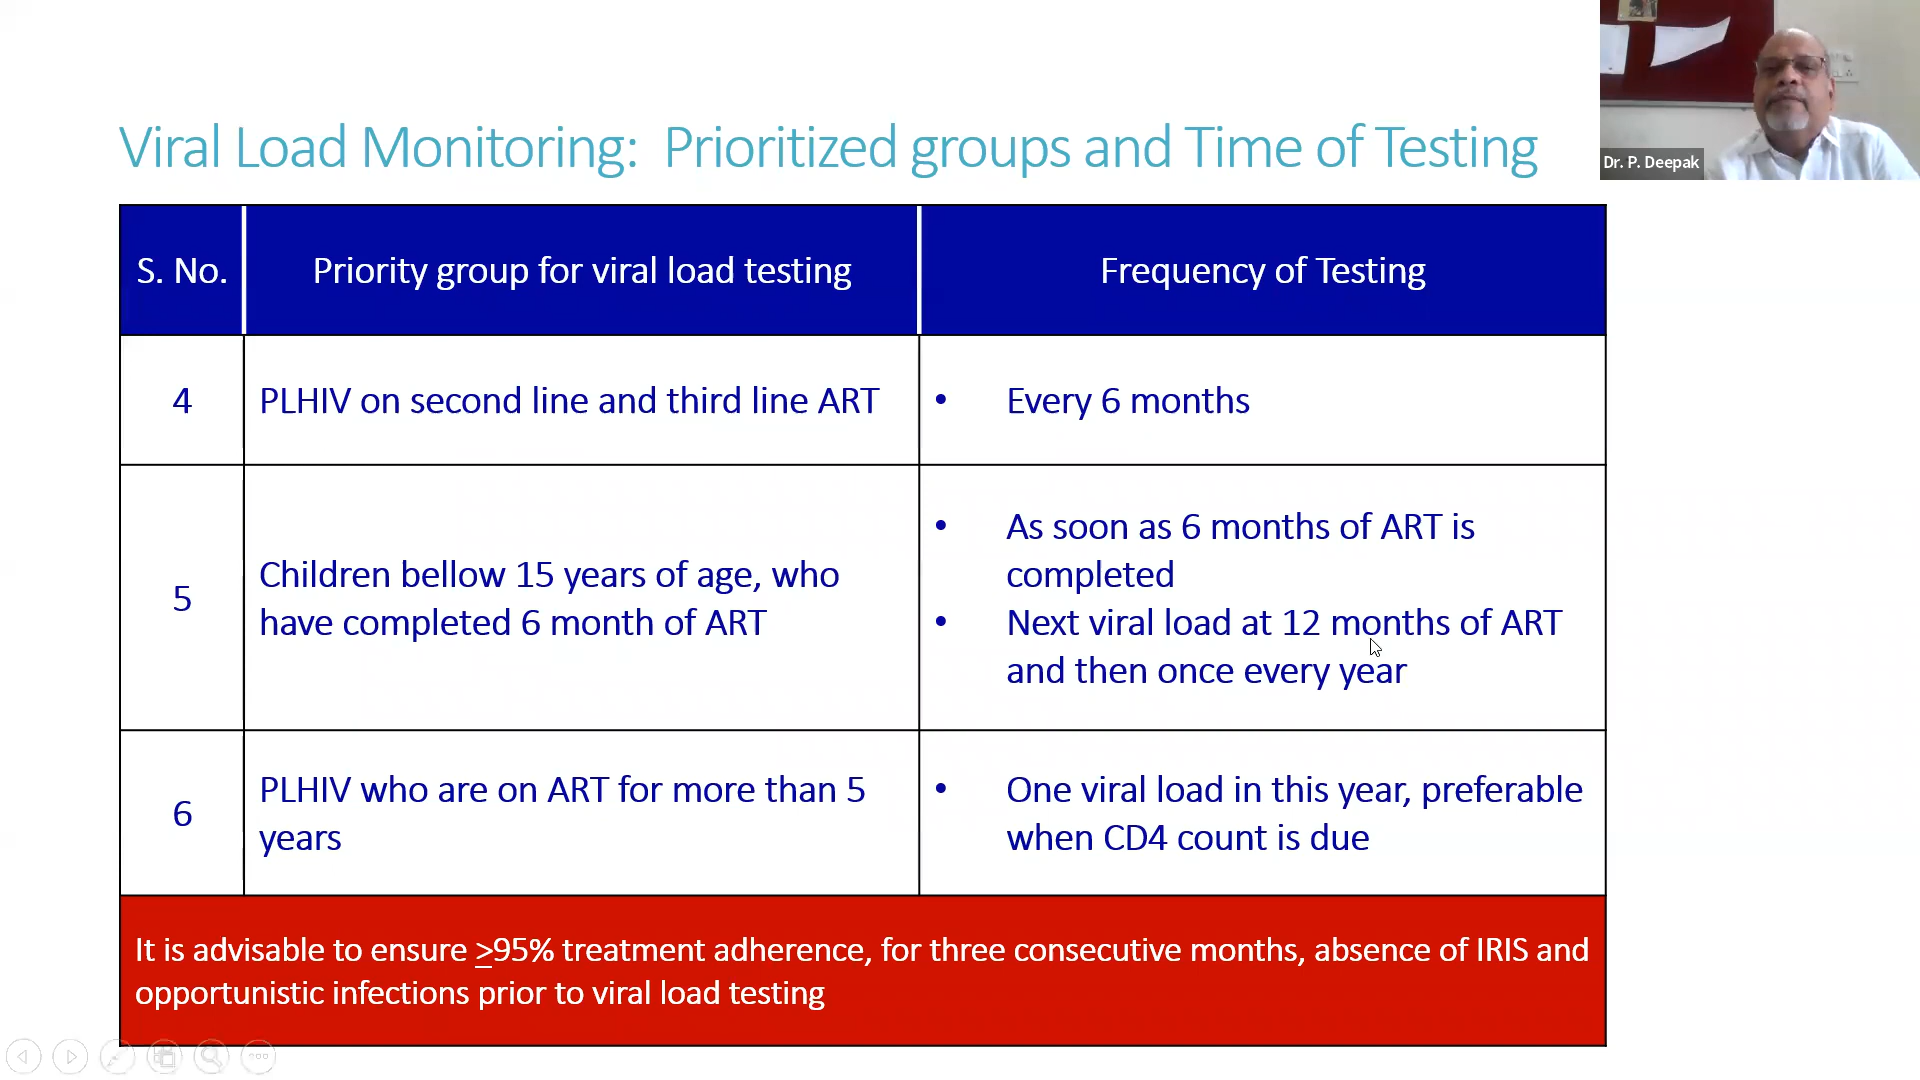 Dr. P. Deepak
Viral Load Monitoring: Prioritized groups and Time of Testing
S. No.
Priority group for viral load testing
Frequency of Testing
4
PLHIV on second line and third line ART
• Every 6 months
5
Children bellow 15 years of age, who
have completed 6 month of ART
• As soon as 6 months of ART is
completed
• Next viral load at 12 months of ART
and then once every year
6
PLHIV who are on ART for more than 5
years
• One viral load in this year, preferable
when CD4 count is due
It is advisable to ensure >95% treatment adherence, for three consecutive months, absence of IRIS and
opportunistic infections prior to viral load testing